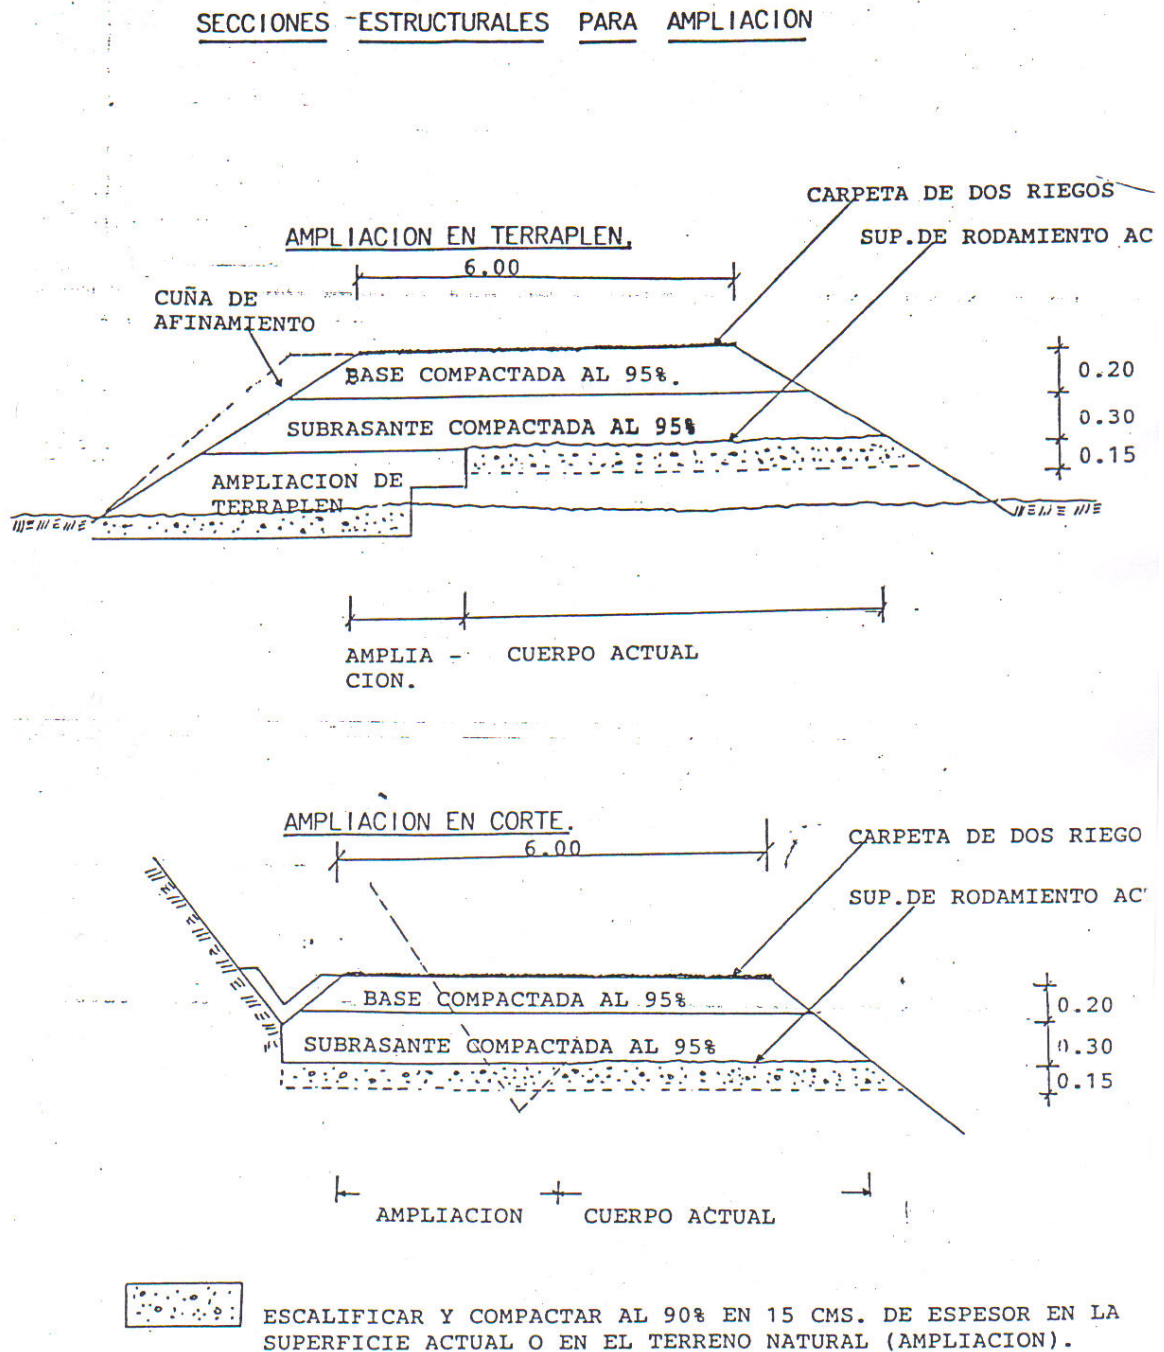 SECCIONES ESTRUCTURALES PARA AMPLIACION
CARPETA DE DOS RIEGOS
AMPLIACION EN TERRAPLEN.
SUP.DE RODAMIENTO AC
6.00
CUÑA DE
AFINAMIENTO
BASE COMPACTADA AL 95%.
0.20
SUBRASANTE COMPACTADA AL 95%
0.30
0.15
AMPLIACION DE
TERRAPLEN
AMPLIA - CUERPO ACTUAL
CION.
AMPLIACION EN CORTE.
6.00
CARPETA DE DOS RIEGO
SUP.DE RODAMIENTO AC
BASE COMPACTADA AL 95%
0.20
SUBRASANTE COMPACTADA AL 95%
0.30
0.15
AMPLIACION CUERPO ACTUAL
ESCALIFICAR Y COMPACTAR AL 90% EN 15 CMS. DE ESPESOR EN LA
SUPERFICIE ACTUAL O EN EL TERRENO NATURAL (AMPLIACION).